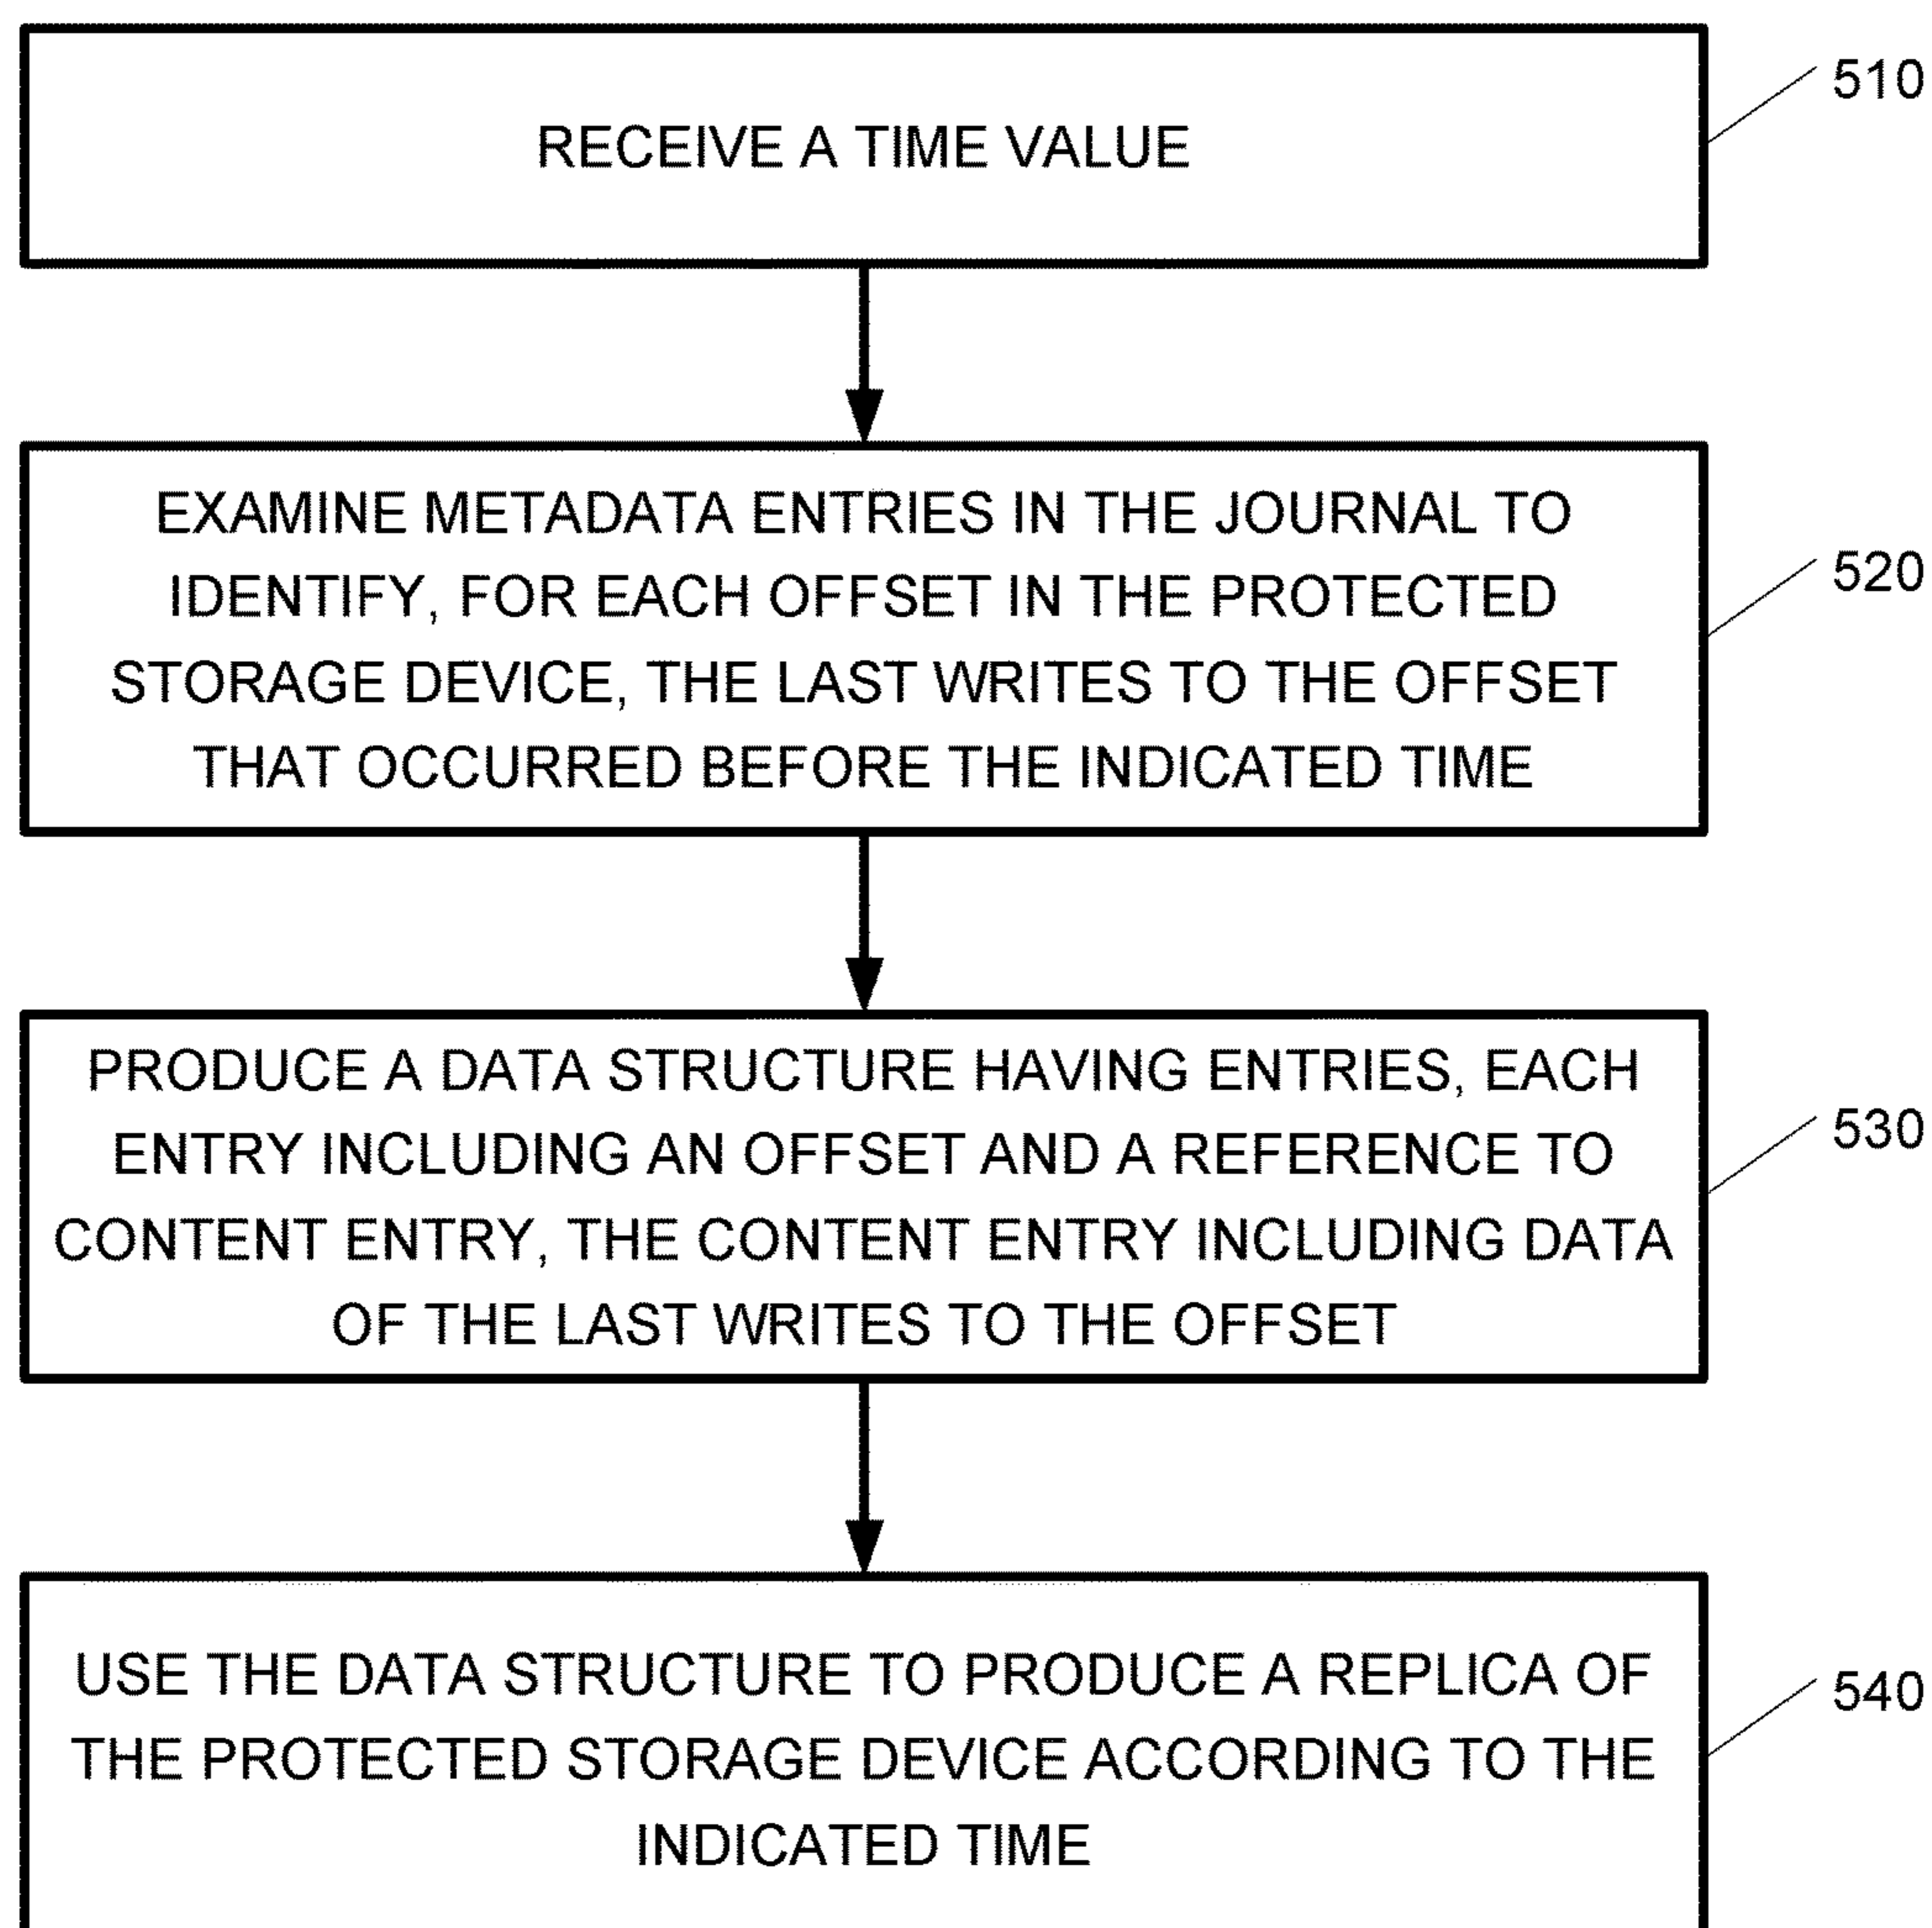 RECEIVE A TIME VALUE
510
EXAMINE METADATA ENTRIES IN THE JOURNAL TO
IDENTIFY, FOR EACH OFFSET IN THE PROTECTED
STORAGE DEVICE, THE LAST WRITES TO THE OFFSET
THAT OCCURRED BEFORE THE INDICATED TIME
520
PRODUCE A DATA STRUCTURE HAVING ENTRIES, EACH
ENTRY INCLUDING AN OFFSET AND A REFERENCE TO
CONTENT ENTRY, THE CONTENT ENTRY INCLUDING DATA
OF THE LAST WRITES TO THE OFFSET
530
USE THE DATA STRUCTURE TO PRODUCE A REPLICA OF
THE PROTECTED STORAGE DEVICE ACCORDING TO THE
INDICATED TIME
540